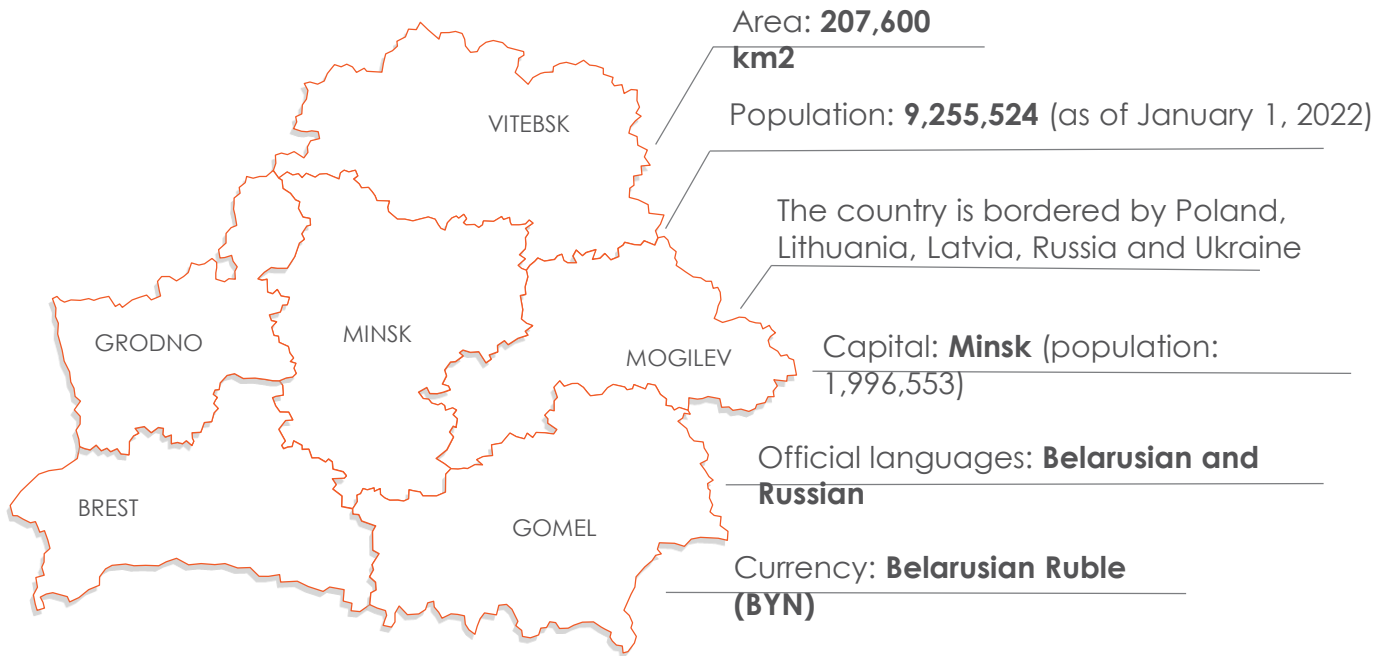 Area: 207,600
km2
Population: 9,255,524 (as of January 1, 2022)
VITEBSK
The country is bordered by Poland,
Lithuania, Latvia, Russia and Ukraine
GRODNO
MINSK
MOGILEV
Capital: Minsk (population:
1,996,553)
Official languages: Belarusian and
Russian
BREST
GOMEL
Currency: Belarusian Ruble
(BYN)